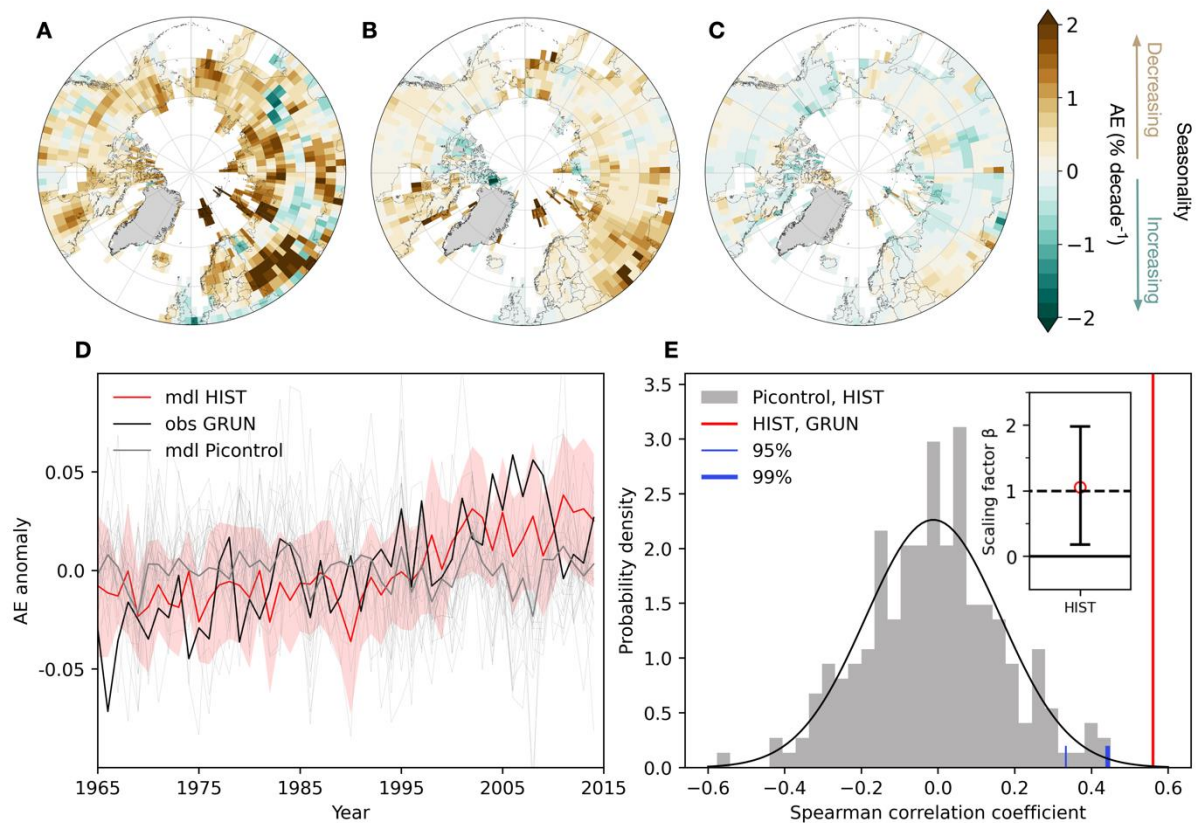 A
B
C
2
1
0
−1
−2
AE (% decade⁻¹)
Decreasing
Increasing
Seasonality
D
mdl HIST
obs GRUN
mdl Picontrol
0.05
0.0
-0.05
AE anomaly
1965
1975
1985
1995
2005
2015
Year
E
3.5
3.0
2.5
2.0
1.5
1.0
0.5
0.0
Probability density
Picontrol, HIST
HIST, GRUN
95%
99%
2
1
0
Scaling factor β
HIST
−0.6
−0.4
−0.2
0.0
0.2
0.4
0.6
Spearman correlation coefficient